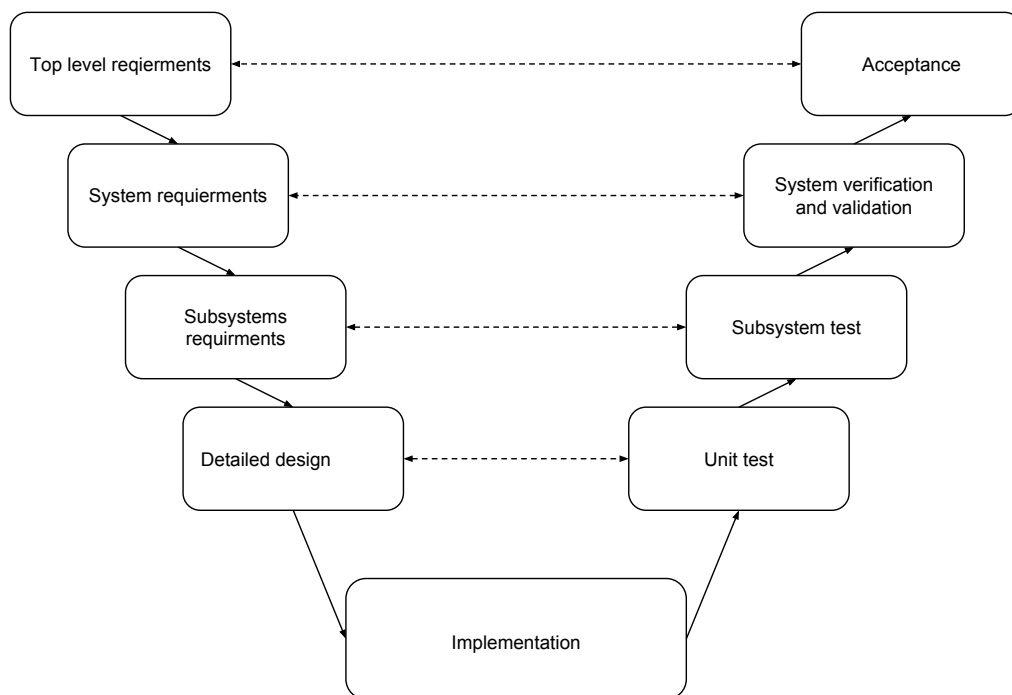 Top level reqierments
Acceptance
System requierments
System verification
and validation
Subsystems
requirments
Subsystem test
Detailed design
Unit test
Implementation